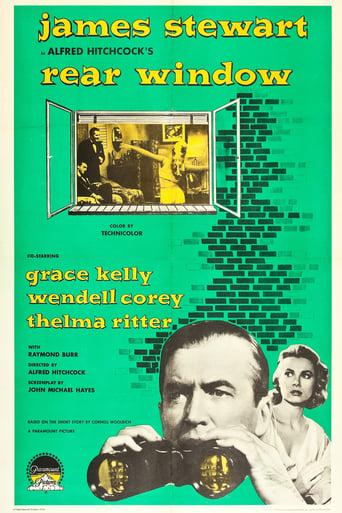 james stewart
in ALFRED HITCHCOCK'S
rear window
COLOR BY
TECHNICOLOR
CO-STARRING
grace kelly
wendell corey
thelma ritter
WITH
RAYMOND BURR
DIRECTED BY
ALFRED HITCHCOCK
SCREENPLAY BY
JOHN MICHAEL HAYES
BASED ON THE SHORT STORY BY CORNELL WOOLRICH
A PARAMOUNT PICTURE
Paramount